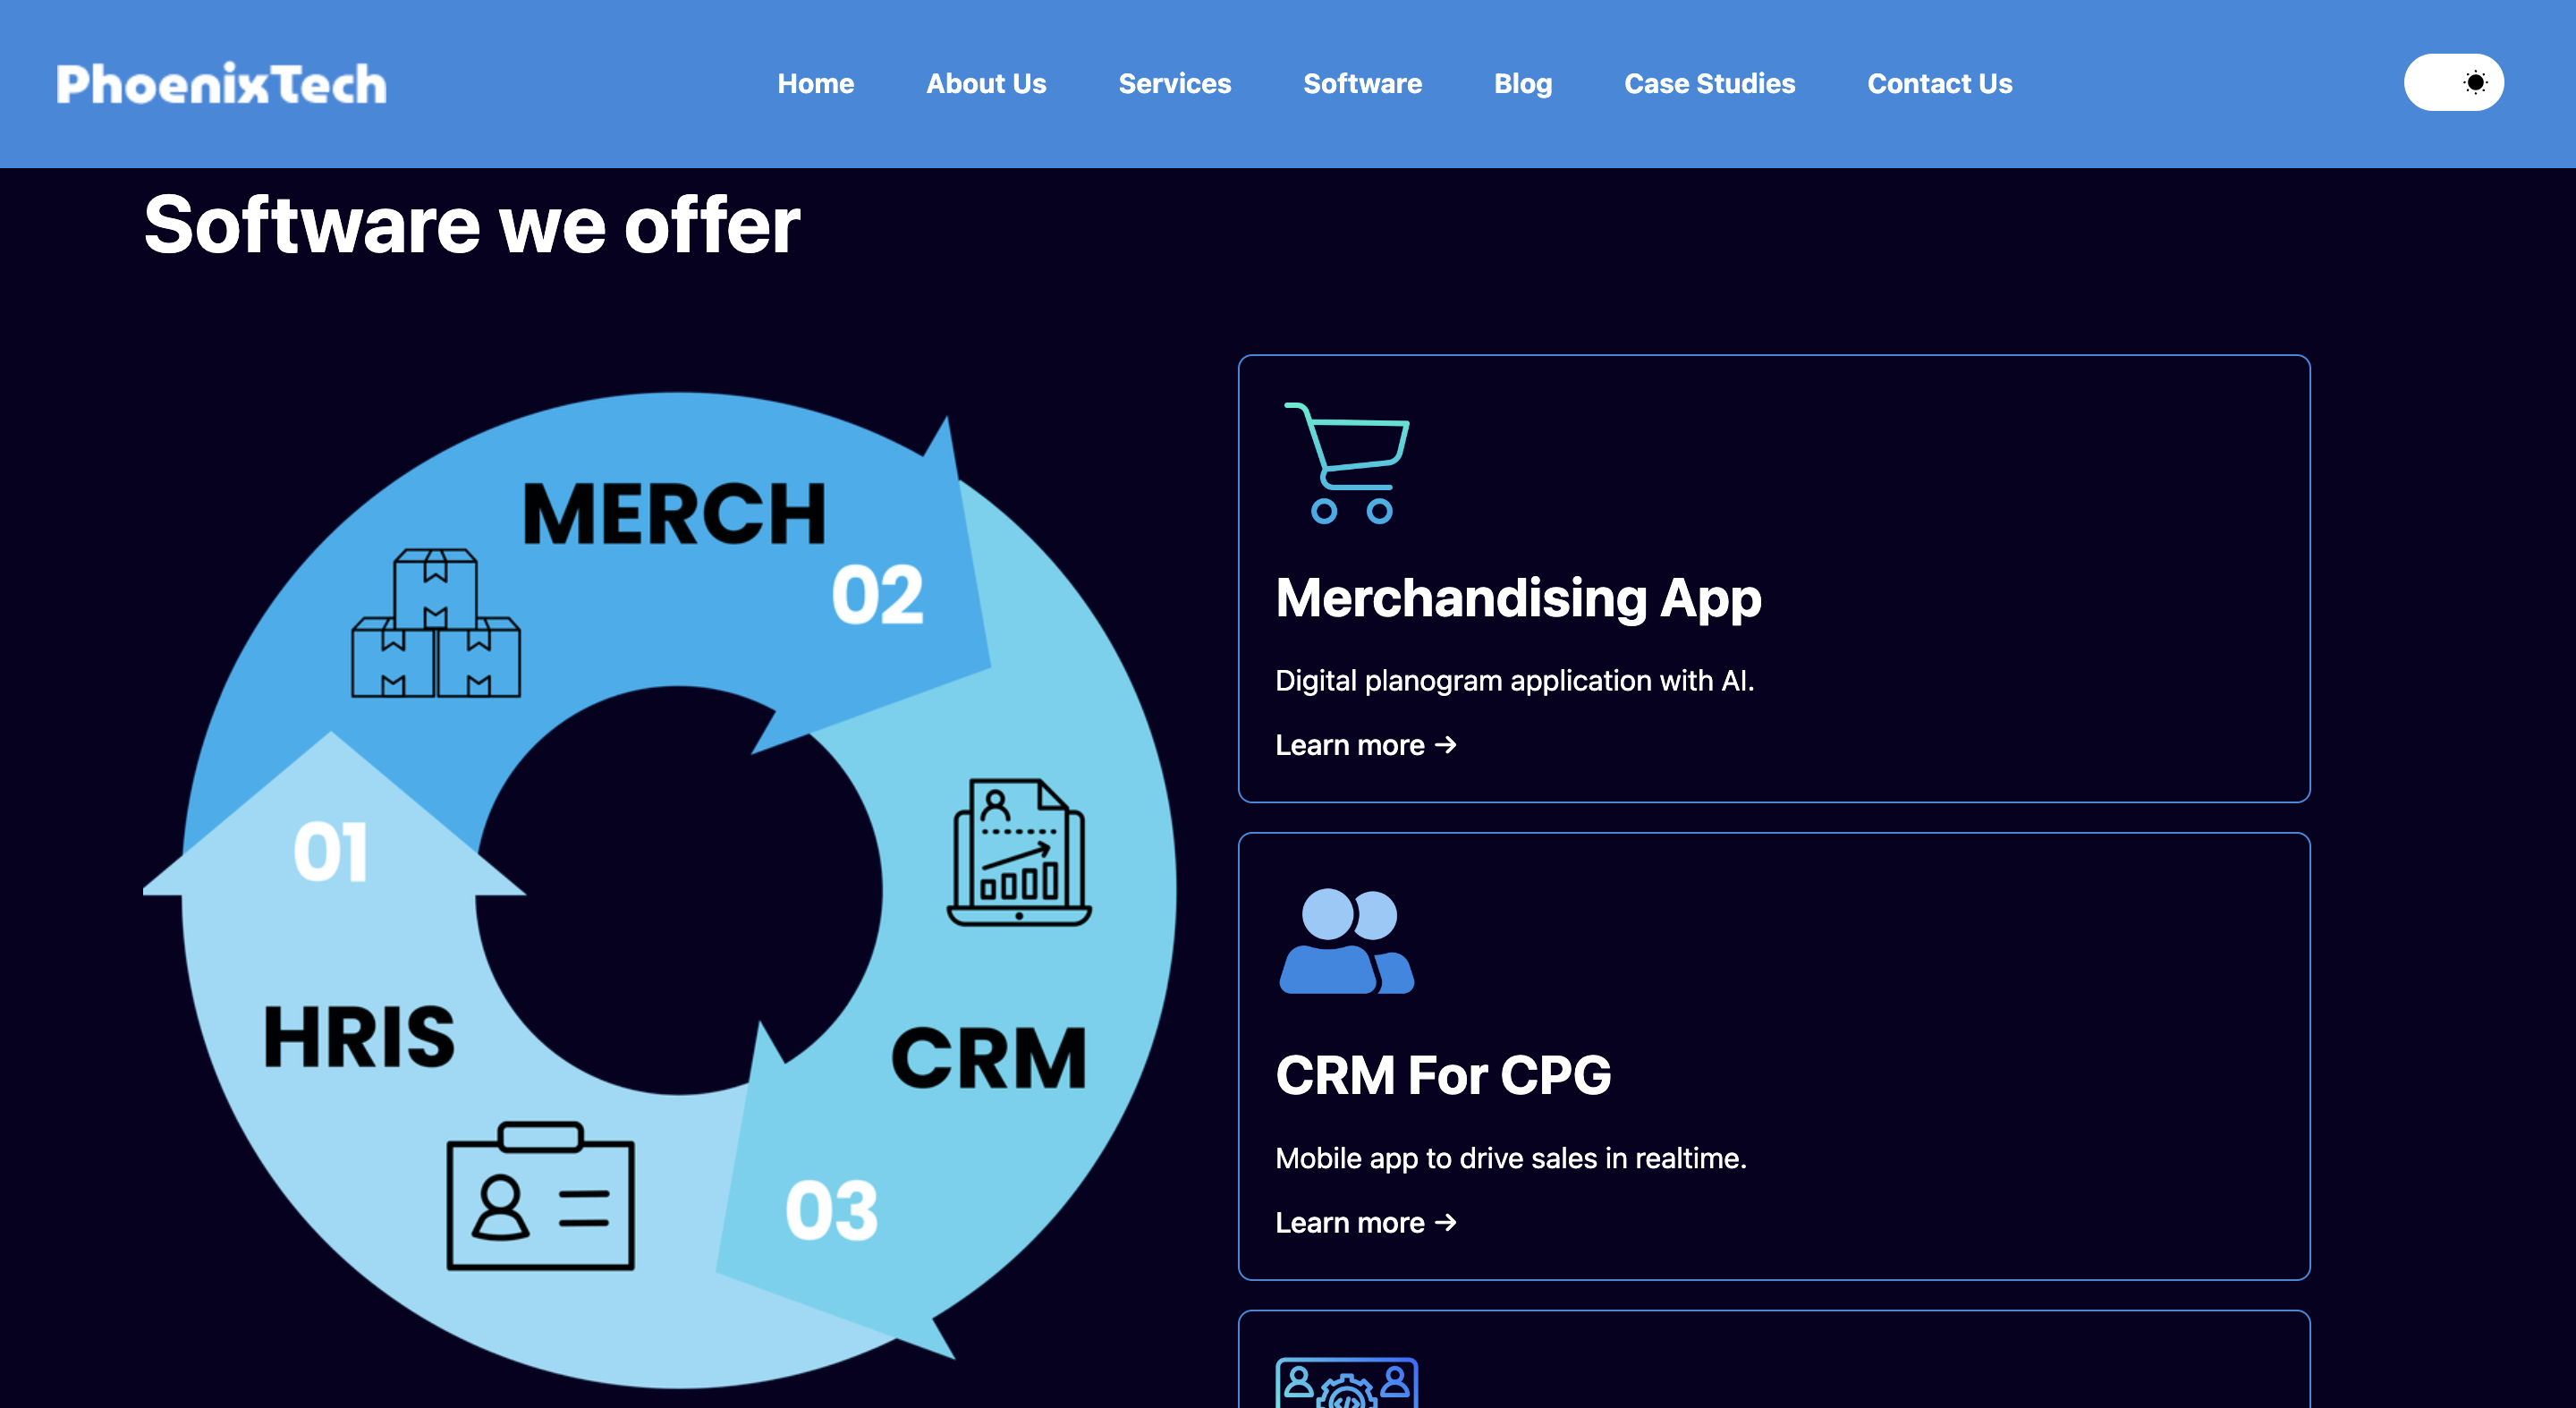 PhoenixTech
Home About Us Services Software Blog Case Studies Contact Us
Software we offer
MERCH
02
01
HRIS
CRM
03
Merchandising App
Digital planogram application with AI.
Learn more →
CRM For CPG
Mobile app to drive sales in realtime.
Learn more →